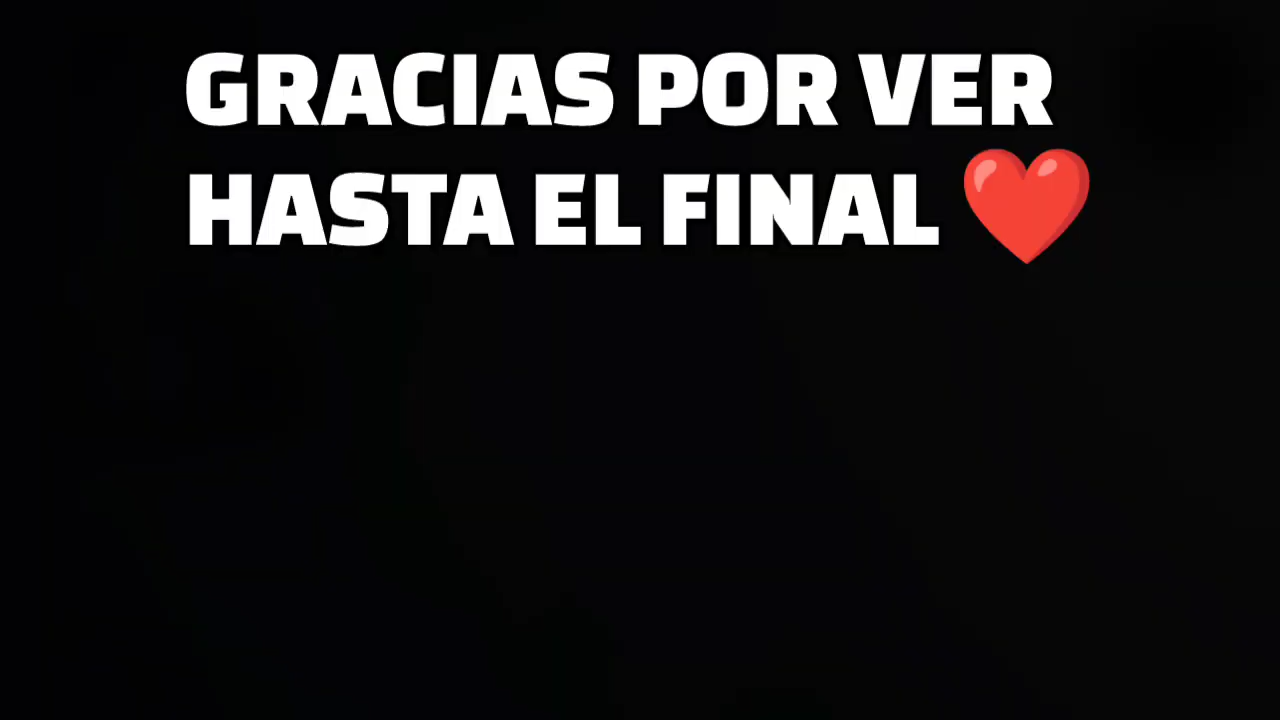 GRACIAS POR VER
HASTA EL FINAL ❤️